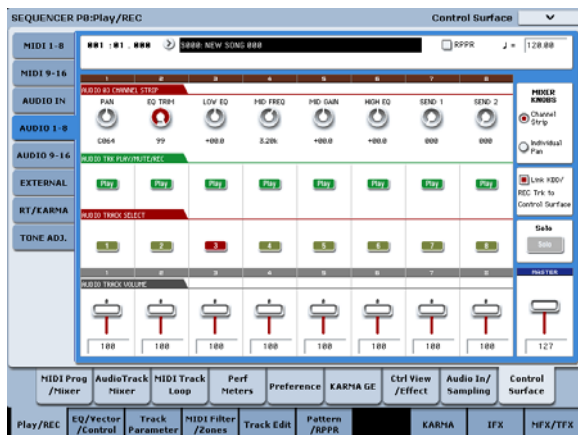 SEQUENCER P0:Play/REC Control Surface
MIDI 1-8
001 :01 . 000 S000: NEW SONG 000 RPPR ♩ = 120.00
MIDI 9-16
1 2 3 4 5 6 7 8
AUDIO 03 CHANNEL STRIP
AUDIO IN
PAN EQ TRIM LOW EQ MID FREQ MID GAIN HIGH EQ SEND 1 SEND 2
MIXER KNOBS
Channel Strip
Individual Pan
AUDIO 1-8
C064 99 +00.0 3.20k +00.0 +00.0 000 000
AUDIO 9-16
AUDIO TRK PLAY/MUTE/REC
EXTERNAL
Play Play Play Play Play Play Play Play
Link KBD/
REC Trk to
Control Surface
RT/KARMA
AUDIO TRACK SELECT
TONE ADJ.
1 2 3 4 5 6 7 8
Solo
Solo
1 2 3 4 5 6 7 8
MASTER
AUDIO TRACK VOLUME
100 100 100 100 100 100 100 100 127
MIDI Prog /Mixer
AudioTrack Mixer
MIDI Track Loop
Perf Meters
Preference
KARMA GE
Ctrl View /Effect
Audio In/ Sampling
Control Surface
Play/REC
EQ/Vector /Control
Track Parameter
MIDI Filter /Zones
Track Edit
Pattern /RPPR
KARMA
IFX
MFX/TFX